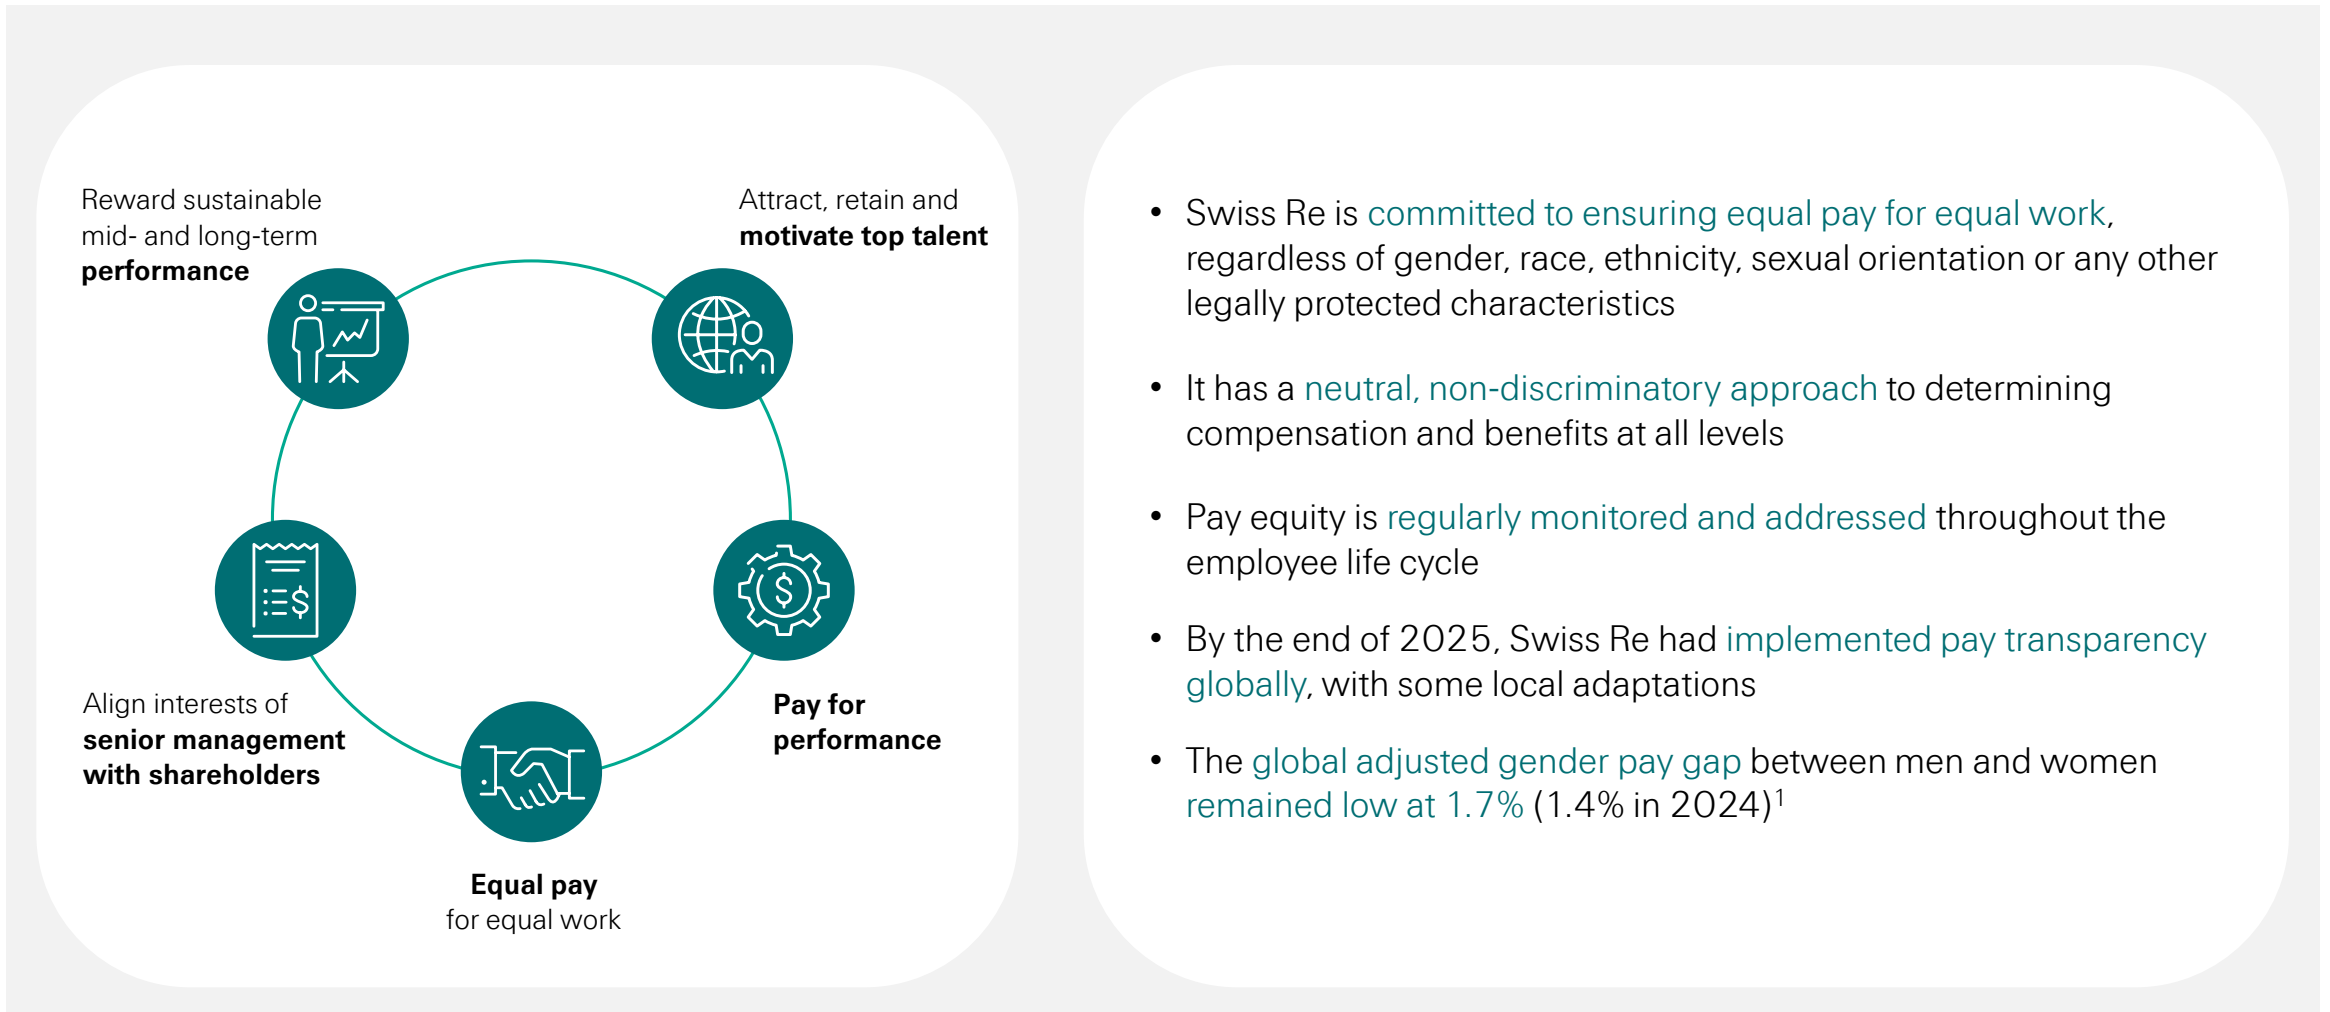 Reward sustainable
mid- and long-term
performance
Attract, retain and
motivate top talent
Align interests of
senior management
with shareholders
Pay for
performance
Equal pay
for equal work
• Swiss Re is committed to ensuring equal pay for equal work,
regardless of gender, race, ethnicity, sexual orientation or any other
legally protected characteristics
• It has a neutral, non-discriminatory approach to determining
compensation and benefits at all levels
• Pay equity is regularly monitored and addressed throughout the
employee life cycle
• By the end of 2025, Swiss Re had implemented pay transparency
globally, with some local adaptations
• The global adjusted gender pay gap between men and women
remained low at 1.7% (1.4% in 2024)¹